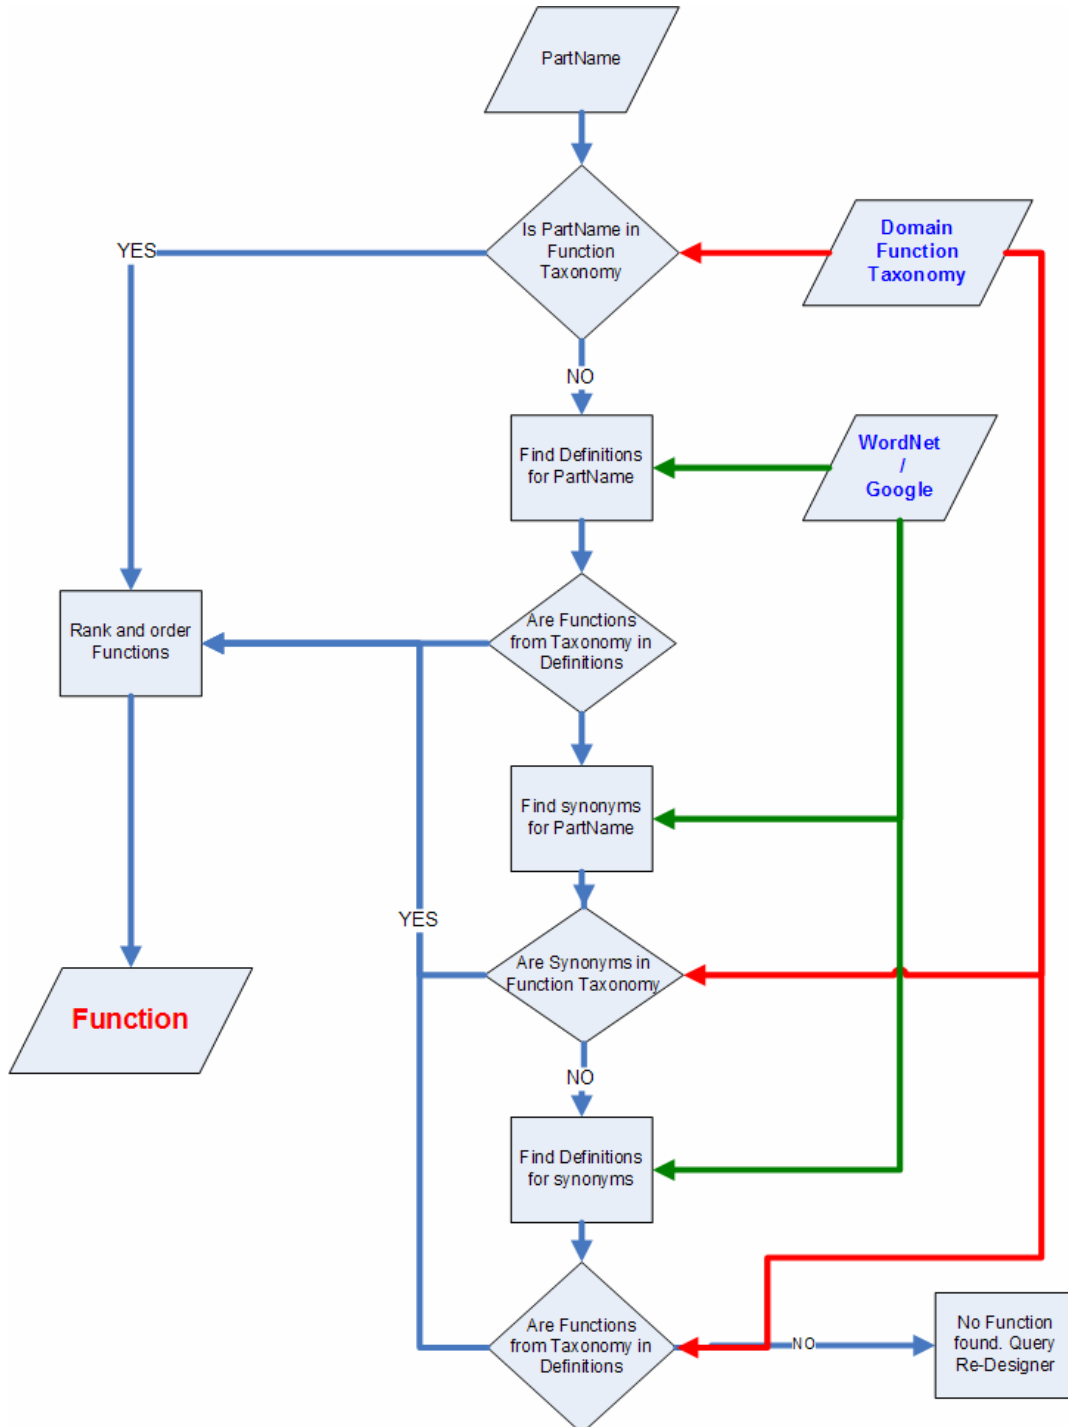 PartName
Is PartName in
Function
Taxonomy
YES
Domain
Function
Taxonomy
NO
Find Definitions
for PartName
WordNet
/
Google
Are Functions
from Taxonomy in
Definitions
Rank and order
Functions
Find synonyms
for PartName
YES
Are Synonyms in
Function Taxonomy
Function
NO
Find Definitions
for synonyms
Are Functions
from Taxonomy in
Definitions
NO
No Function
found. Query
Re-Designer